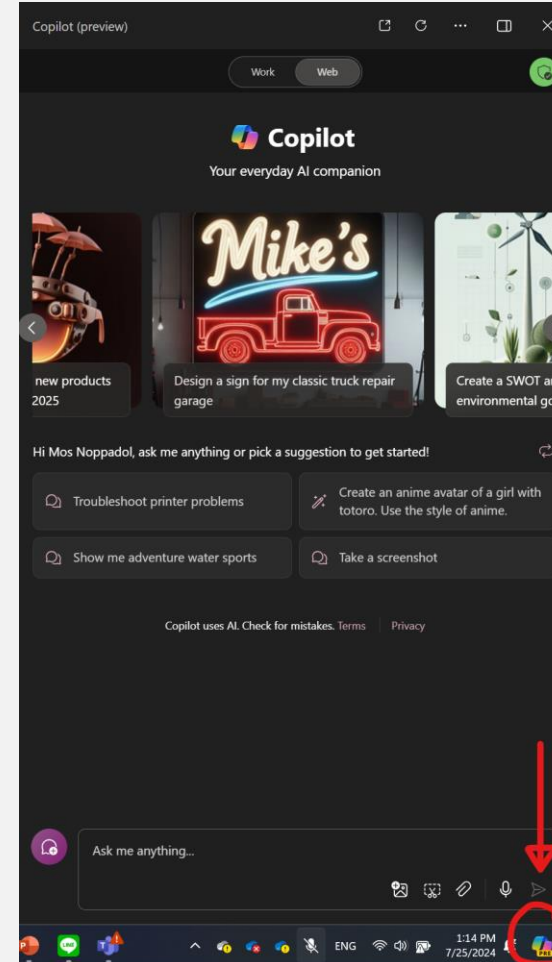 Copilot (preview)
Work
Web
Copilot
Your everyday AI companion
Mike's
new products
2025
Design a sign for my classic truck repair
garage
Create a SWOT
environmental
Hi Mos Noppadol, ask me anything or pick a suggestion to get started!
Troubleshoot printer problems
Create an anime avatar of a girl with
totoro. Use the style of anime.
Show me adventure water sports
Take a screenshot
Copilot uses AI. Check for mistakes. Terms Privacy
Ask me anything...
ENG
1:14 PM
7/25/2024